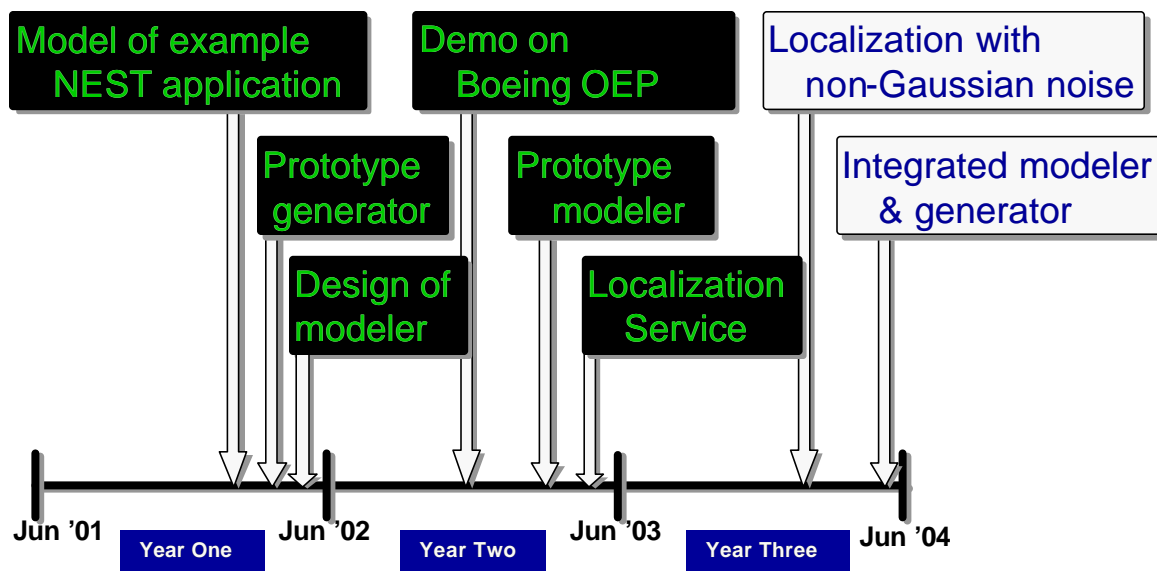 Model of example
NEST application
Demo on
Boeing OEP
Localization with
non-Gaussian noise
Prototype
generator
Prototype
modeler
Integrated modeler
& generator
Design of
modeler
Localization
Service
Jun ’01
Jun ’02
Jun ’03
Jun ’04
Year One
Year Two
Year Three